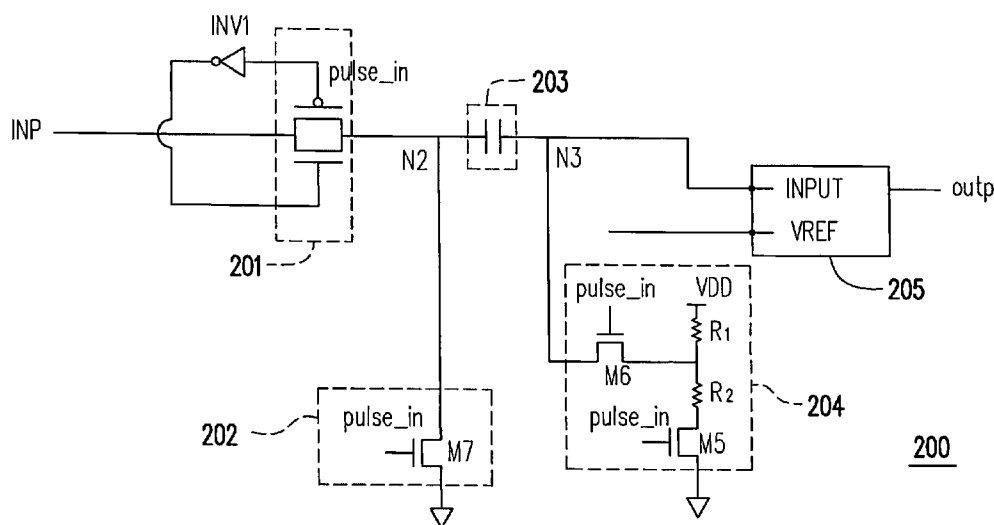 INV1
pulse_in
203
INP
N2
N3
INPUT
outp
VREF
201
205
pulse_in
VDD
R1
M6
R2
204
202
pulse_in
pulse_in
M7
M5
200